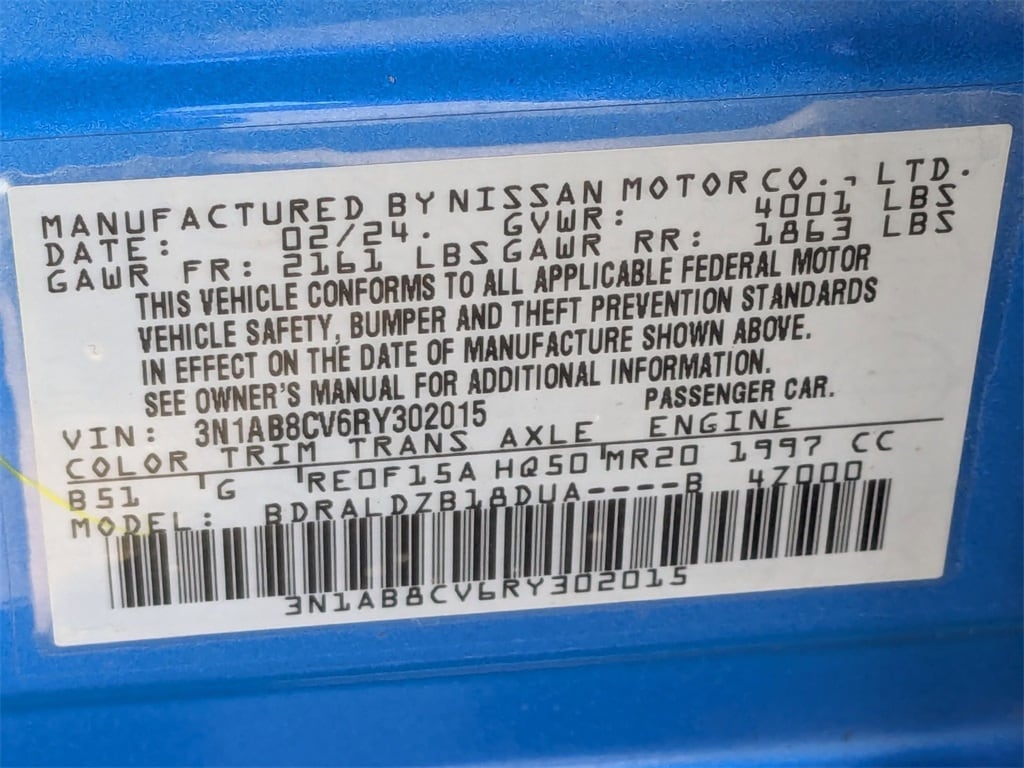 MANUFACTURED BY NISSAN MOTOR CO., LTD.
DATE: 02/24. GVWR: 4001 LBS
GAWR FR: 2161 LBS GAWR RR: 1863 LBS
THIS VEHICLE CONFORMS TO ALL APPLICABLE FEDERAL MOTOR
VEHICLE SAFETY, BUMPER AND THEFT PREVENTION STANDARDS
IN EFFECT ON THE DATE OF MANUFACTURE SHOWN ABOVE.
SEE OWNER'S MANUAL FOR ADDITIONAL INFORMATION.
VIN: 3N1AB8CV6RY302015 PASSENGER CAR.
COLOR TRIM TRANS AXLE ENGINE
B51 G RE0F15A HQ50 MR20 1997 CC
MODEL: BDRALDZB18DUA----B 4Z000
3N1AB8CV6RY302015